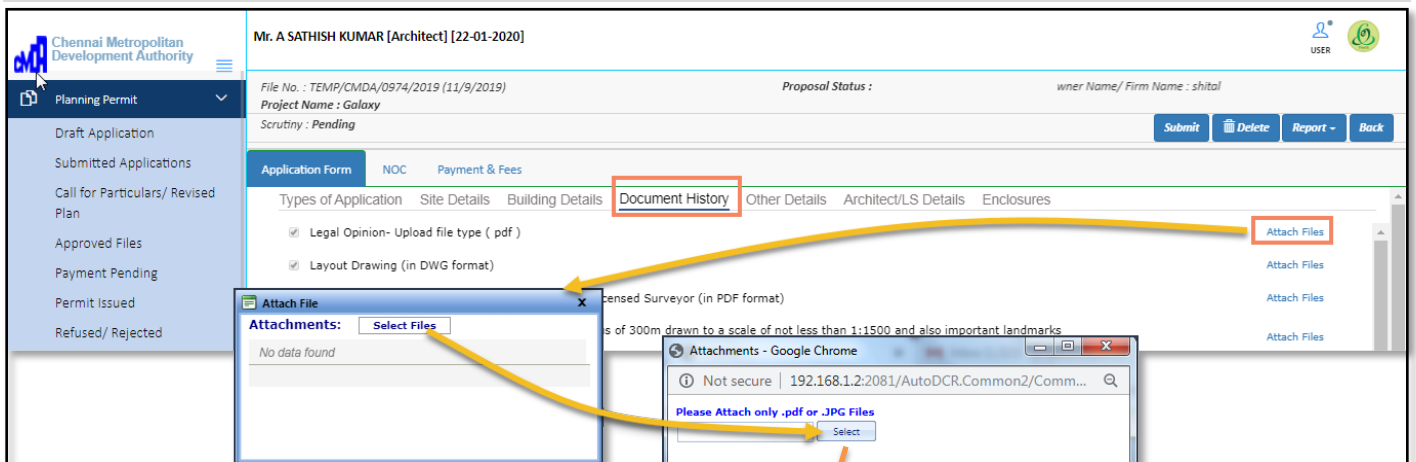 Chennai Metropolitan
Development Authority
CMDA
Mr. A SATHISH KUMAR [Architect] [22-01-2020]
USER
Planning Permit
Draft Application
Submitted Applications
Call for Particulars/ Revised
Plan
Approved Files
Payment Pending
Permit Issued
Refused/ Rejected
File No. : TEMP/CMDA/0974/2019 (11/9/2019)
Proposal Status :
wner Name/ Firm Name : shital
Project Name : Galaxy
Scrutiny : Pending
Submit
Delete
Report
Back
Application Form
NOC
Payment & Fees
Types of Application
Site Details
Building Details
Document History
Other Details
Architect/LS Details
Enclosures
Legal Opinion- Upload file type ( pdf )
Attach Files
Layout Drawing (in DWG format)
Attach Files
censed Surveyor (in PDF format)
Attach Files
s of 300m drawn to a scale of not less than 1:1500 and also important landmarks
Attach Files
Attach File
x
Attachments:
Select Files
No data found
Attachments - Google Chrome
Not secure | 192.168.1.2:2081/AutoDCR.Common2/Comm...
Please Attach only .pdf or .JPG Files
Select